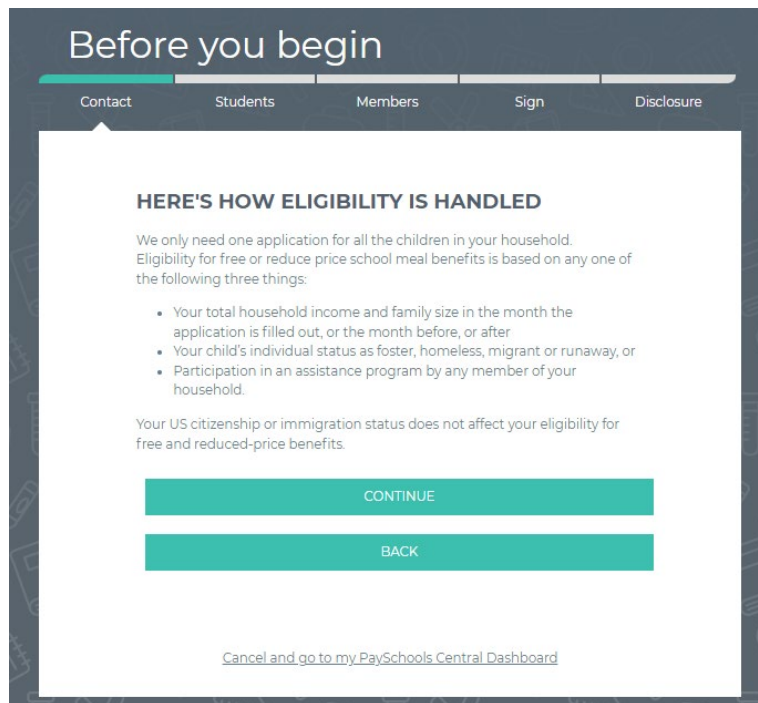 Before you begin
Contact
Students
Members
Sign
Disclosure
HERE'S HOW ELIGIBILITY IS HANDLED
We only need one application for all the children in your household.
Eligibility for free or reduce price school meal benefits is based on any one of
the following three things:
• Your total household income and family size in the month the
application is filled out, or the month before, or after
• Your child's individual status as foster, homeless, migrant or runaway, or
• Participation in an assistance program by any member of your
household.
Your US citizenship or immigration status does not affect your eligibility for
free and reduced-price benefits.
CONTINUE
BACK
Cancel and go to my PaySchools Central Dashboard